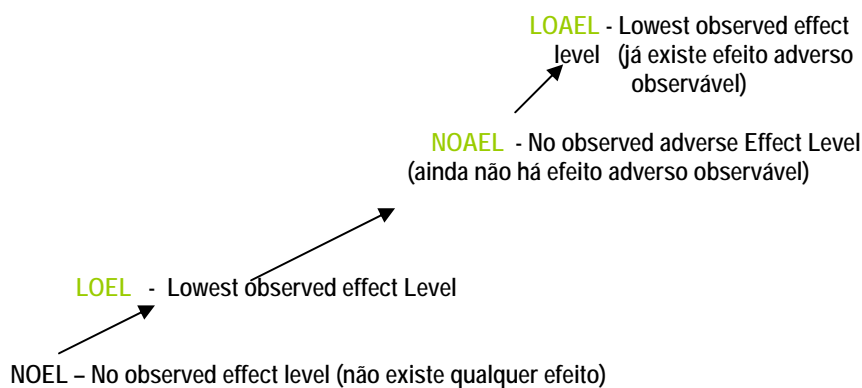 LOAEL - Lowest observed effect
level (já existe efeito adverso
observável)
NOAEL - No observed adverse Effect Level
(ainda não há efeito adverso observável)
LOEL - Lowest observed effect Level
NOEL – No observed effect level (não existe qualquer efeito)